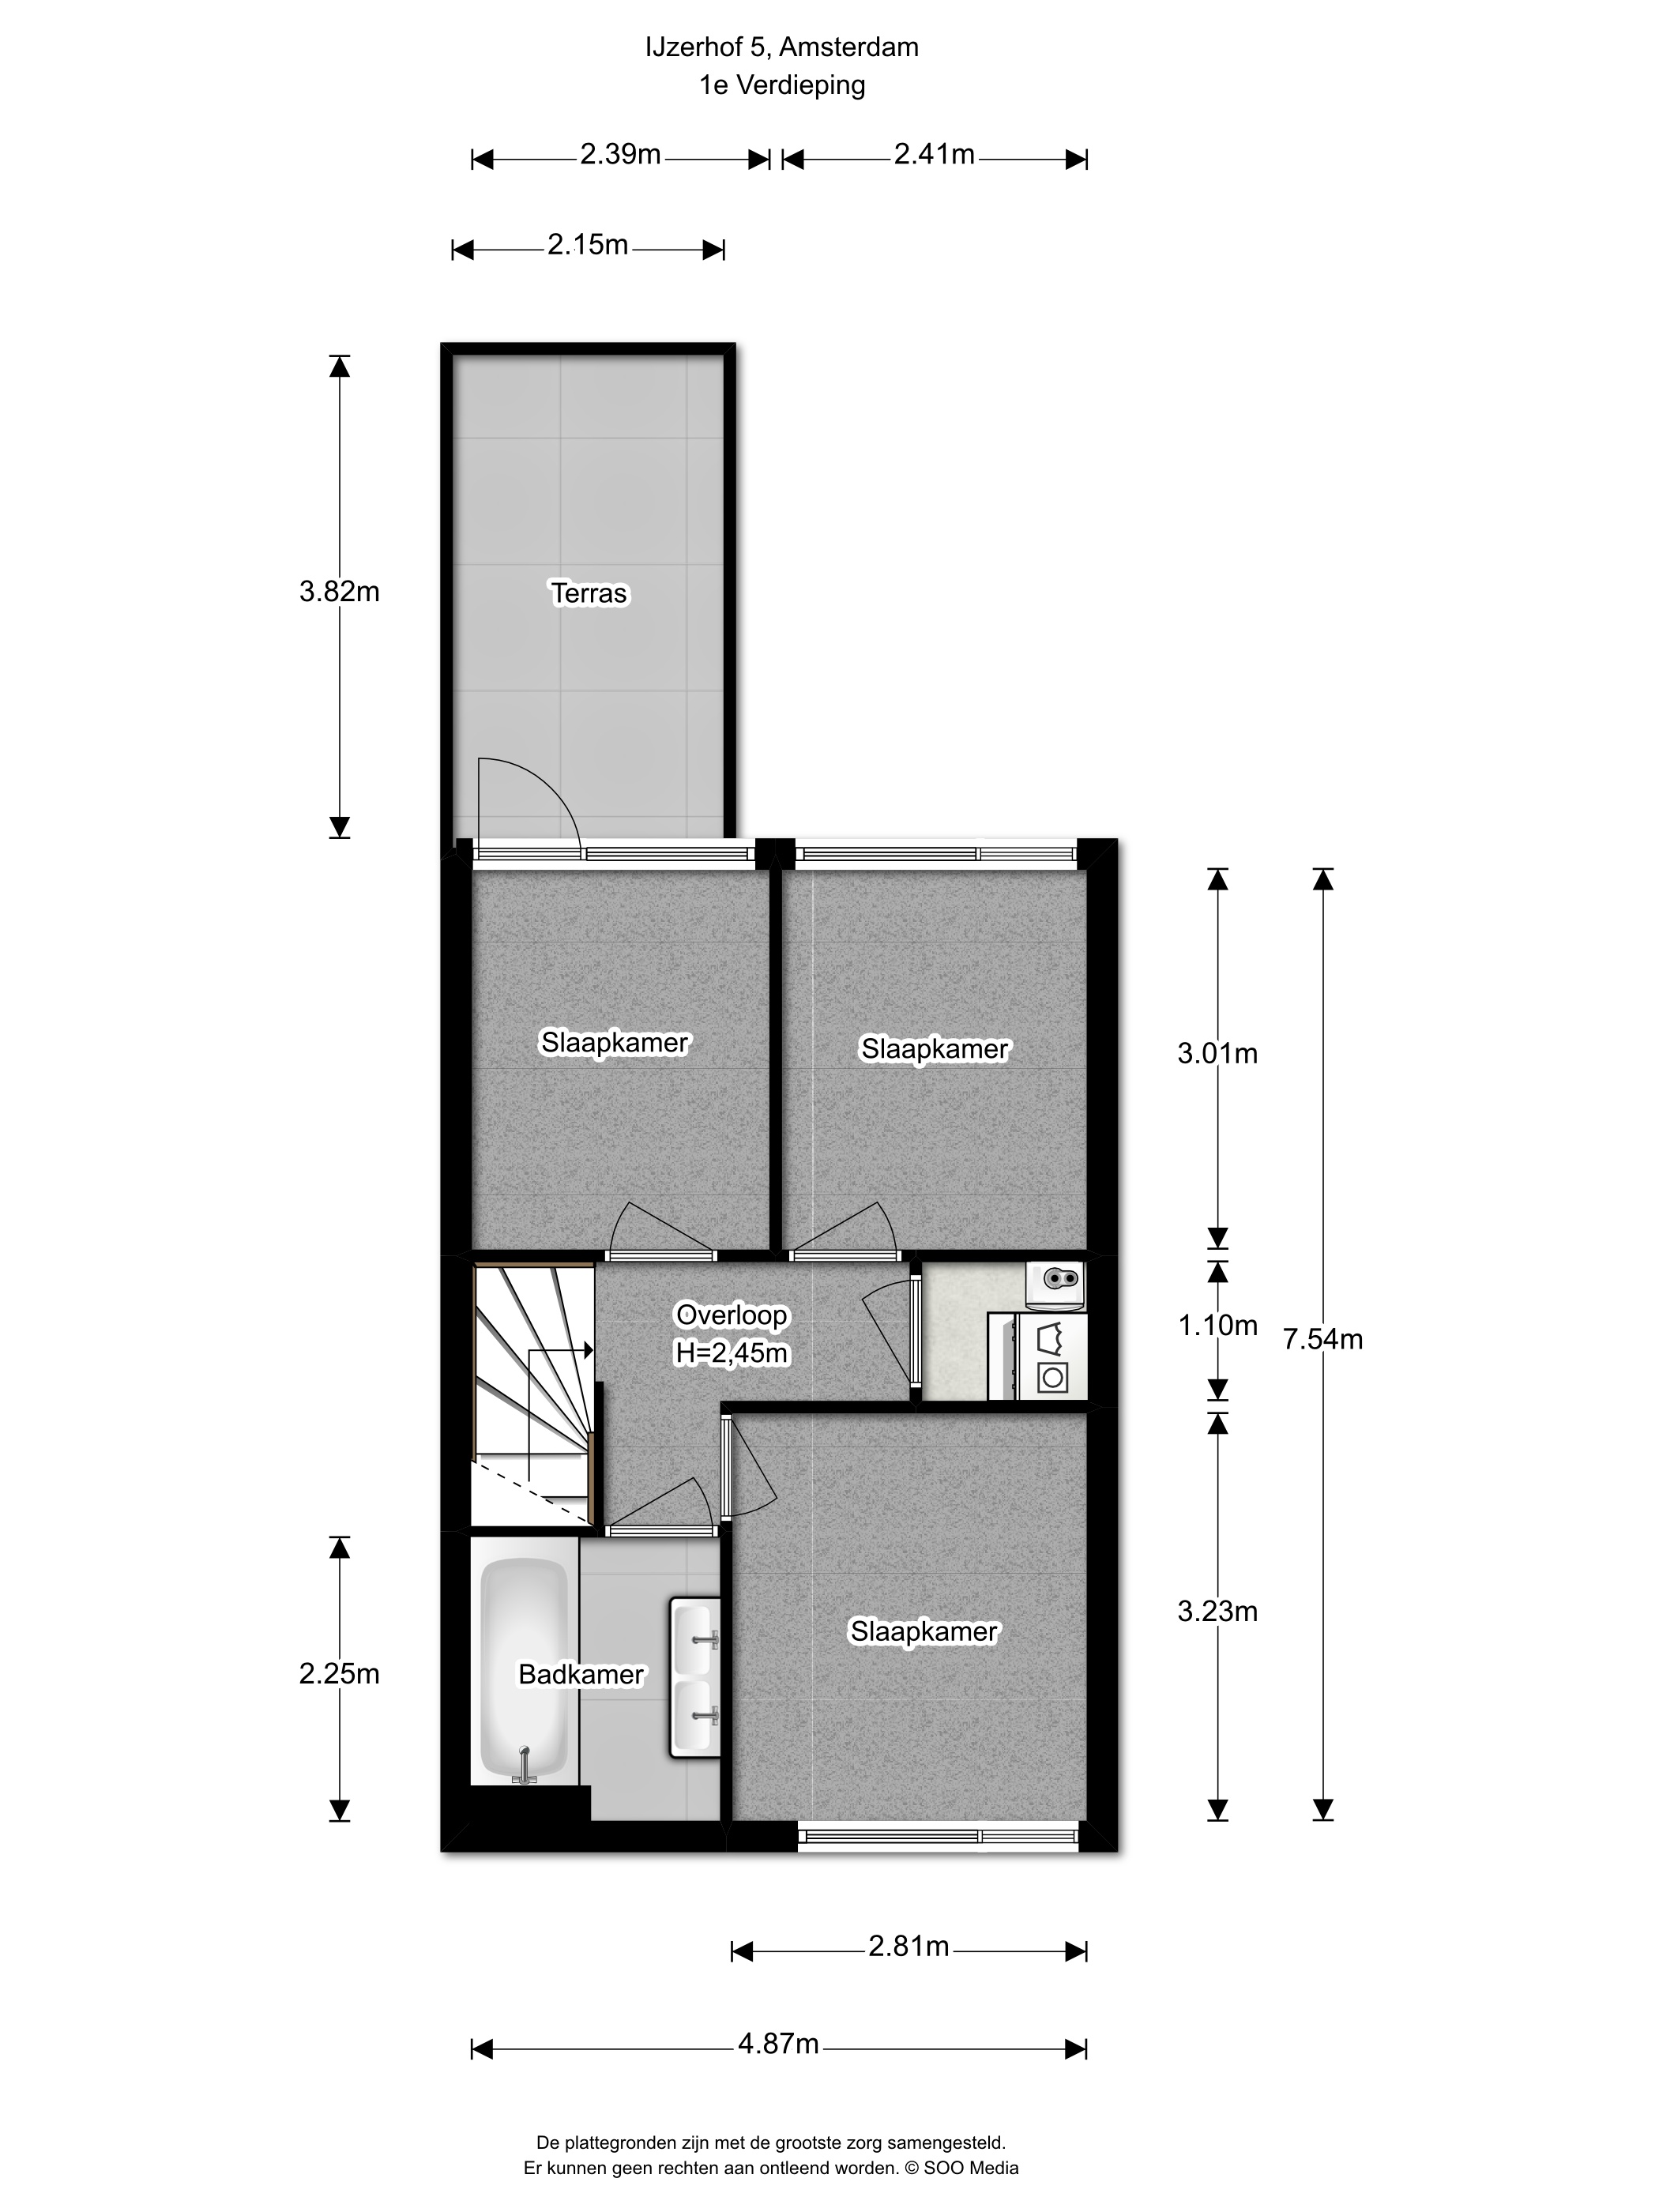 IJzerhof 5, Amsterdam
1e Verdieping
2.39m
2.41m
2.15m
3.82m
Terras
Slaapkamer
Slaapkamer
3.01m
Overloop
H=2,45m
1.10m
7.54m
Slaapkamer
3.23m
Badkamer
2.25m
2.81m
4.87m
De plattegronden zijn met de grootste zorg samengesteld.
Er kunnen geen rechten aan ontleend worden. © SOO Media